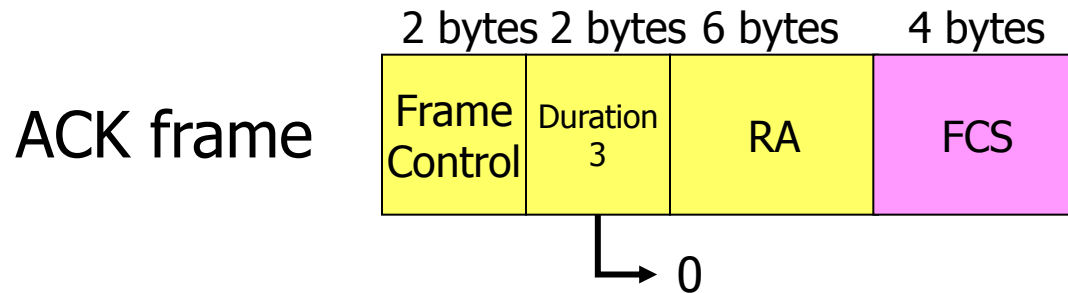 2 bytes 2 bytes 6 bytes 4 bytes
ACK frame
Frame
Control
Duration
3
RA
FCS
0